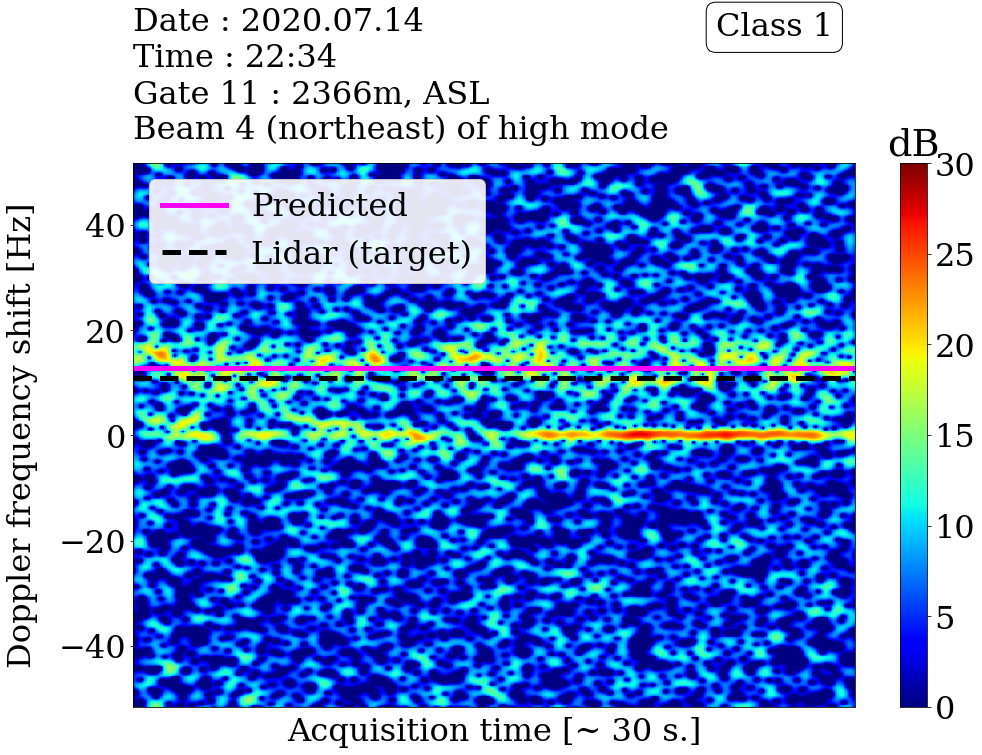 Date : 2020.07.14
Time : 22:34
Gate 11 : 2366m, ASL
Beam 4 (northeast) of high mode
Class 1
dB
Predicted
Lidar (target)
Doppler frequency shift [Hz]
40
20
0
−20
−40
Acquisition time [~ 30 s.]
30
25
20
15
10
5
0